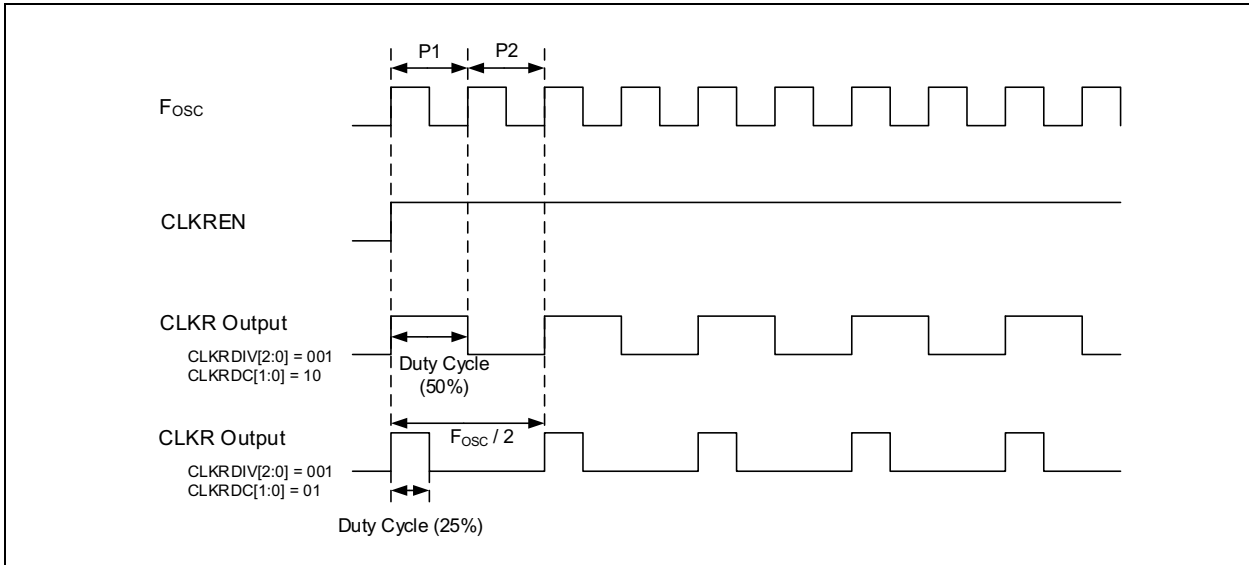 P1 P2
FOSC
CLKREN
CLKR Output
CLKRDIV[2:0] = 001
CLKRDC[1:0] = 10
Duty Cycle
(50%)
FOSC / 2
CLKR Output
CLKRDIV[2:0] = 001
CLKRDC[1:0] = 01
Duty Cycle (25%)